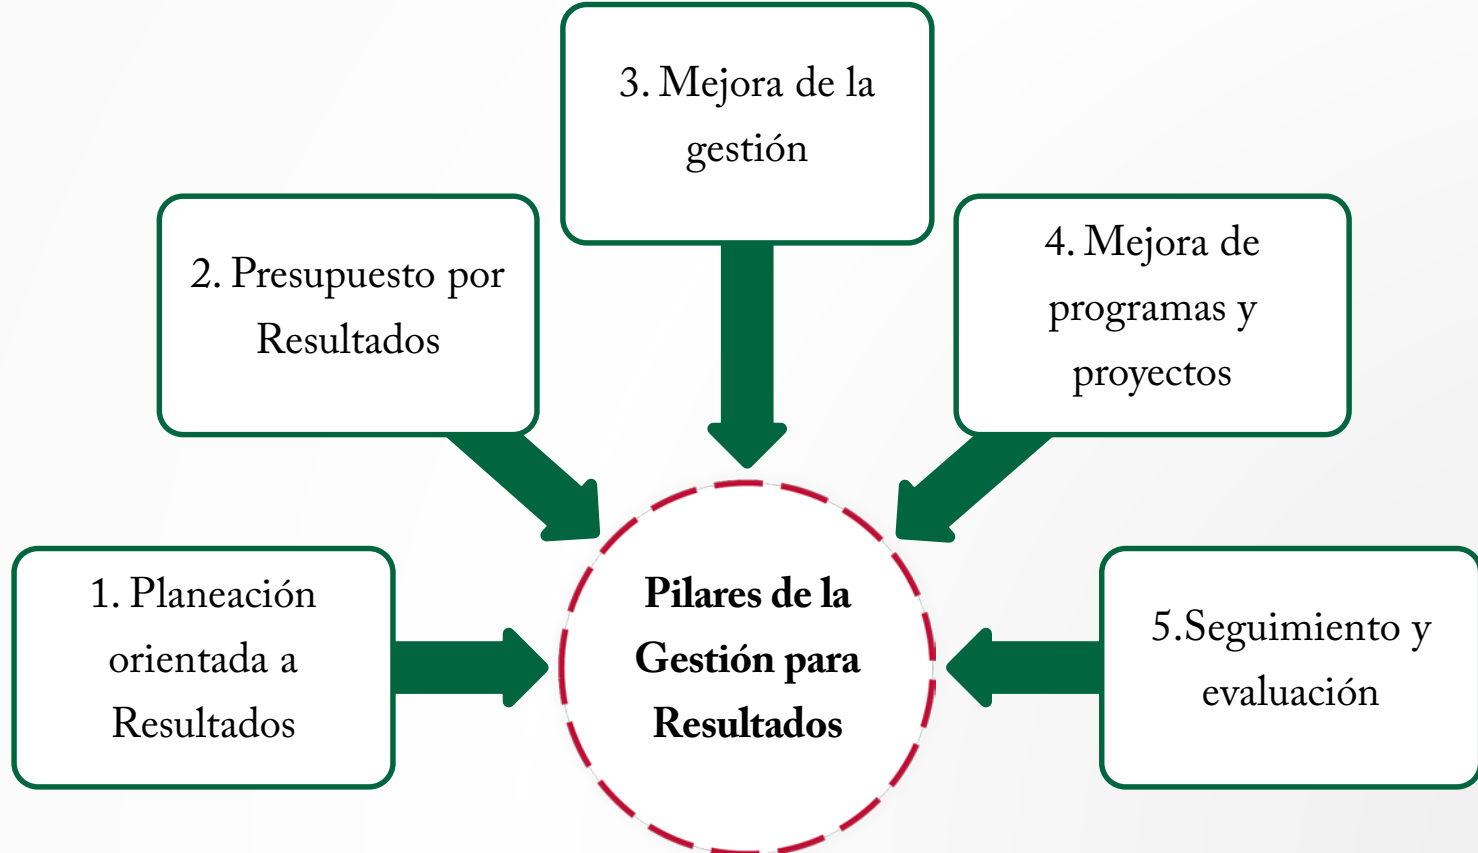 1. Planeación
orientada a
Resultados
2. Presupuesto por
Resultados
3. Mejora de la
gestión
4. Mejora de
programas y
proyectos
5.Seguimiento y
evaluación
Pilares de la
Gestión para
Resultados